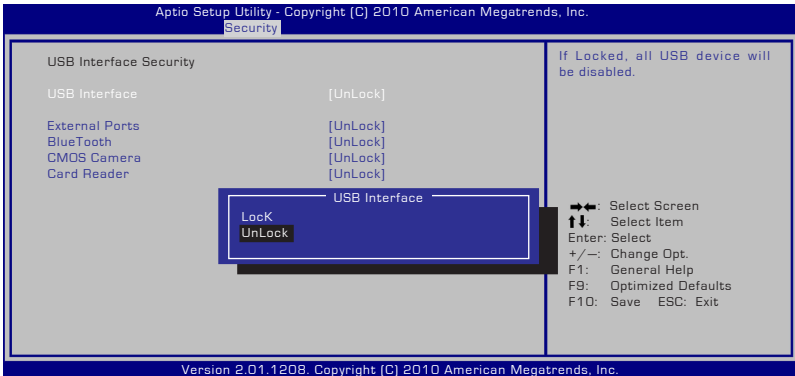 Aptio Setup Utility - Copyright (C) 2010 American Megatrends, Inc.
Security
USB Interface Security
USB Interface [UnLock]
External Ports [UnLock]
BlueTooth [UnLock]
CMOS Camera [UnLock]
Card Reader [UnLock]
USB Interface
LocK
UnLock
If Locked, all USB device will
be disabled.
→←: Select Screen
↑↓: Select Item
Enter: Select
+/—: Change Opt.
F1: General Help
F9: Optimized Defaults
F10: Save ESC: Exit
Version 2.01.1208. Copyright (C) 2010 American Megatrends, Inc.